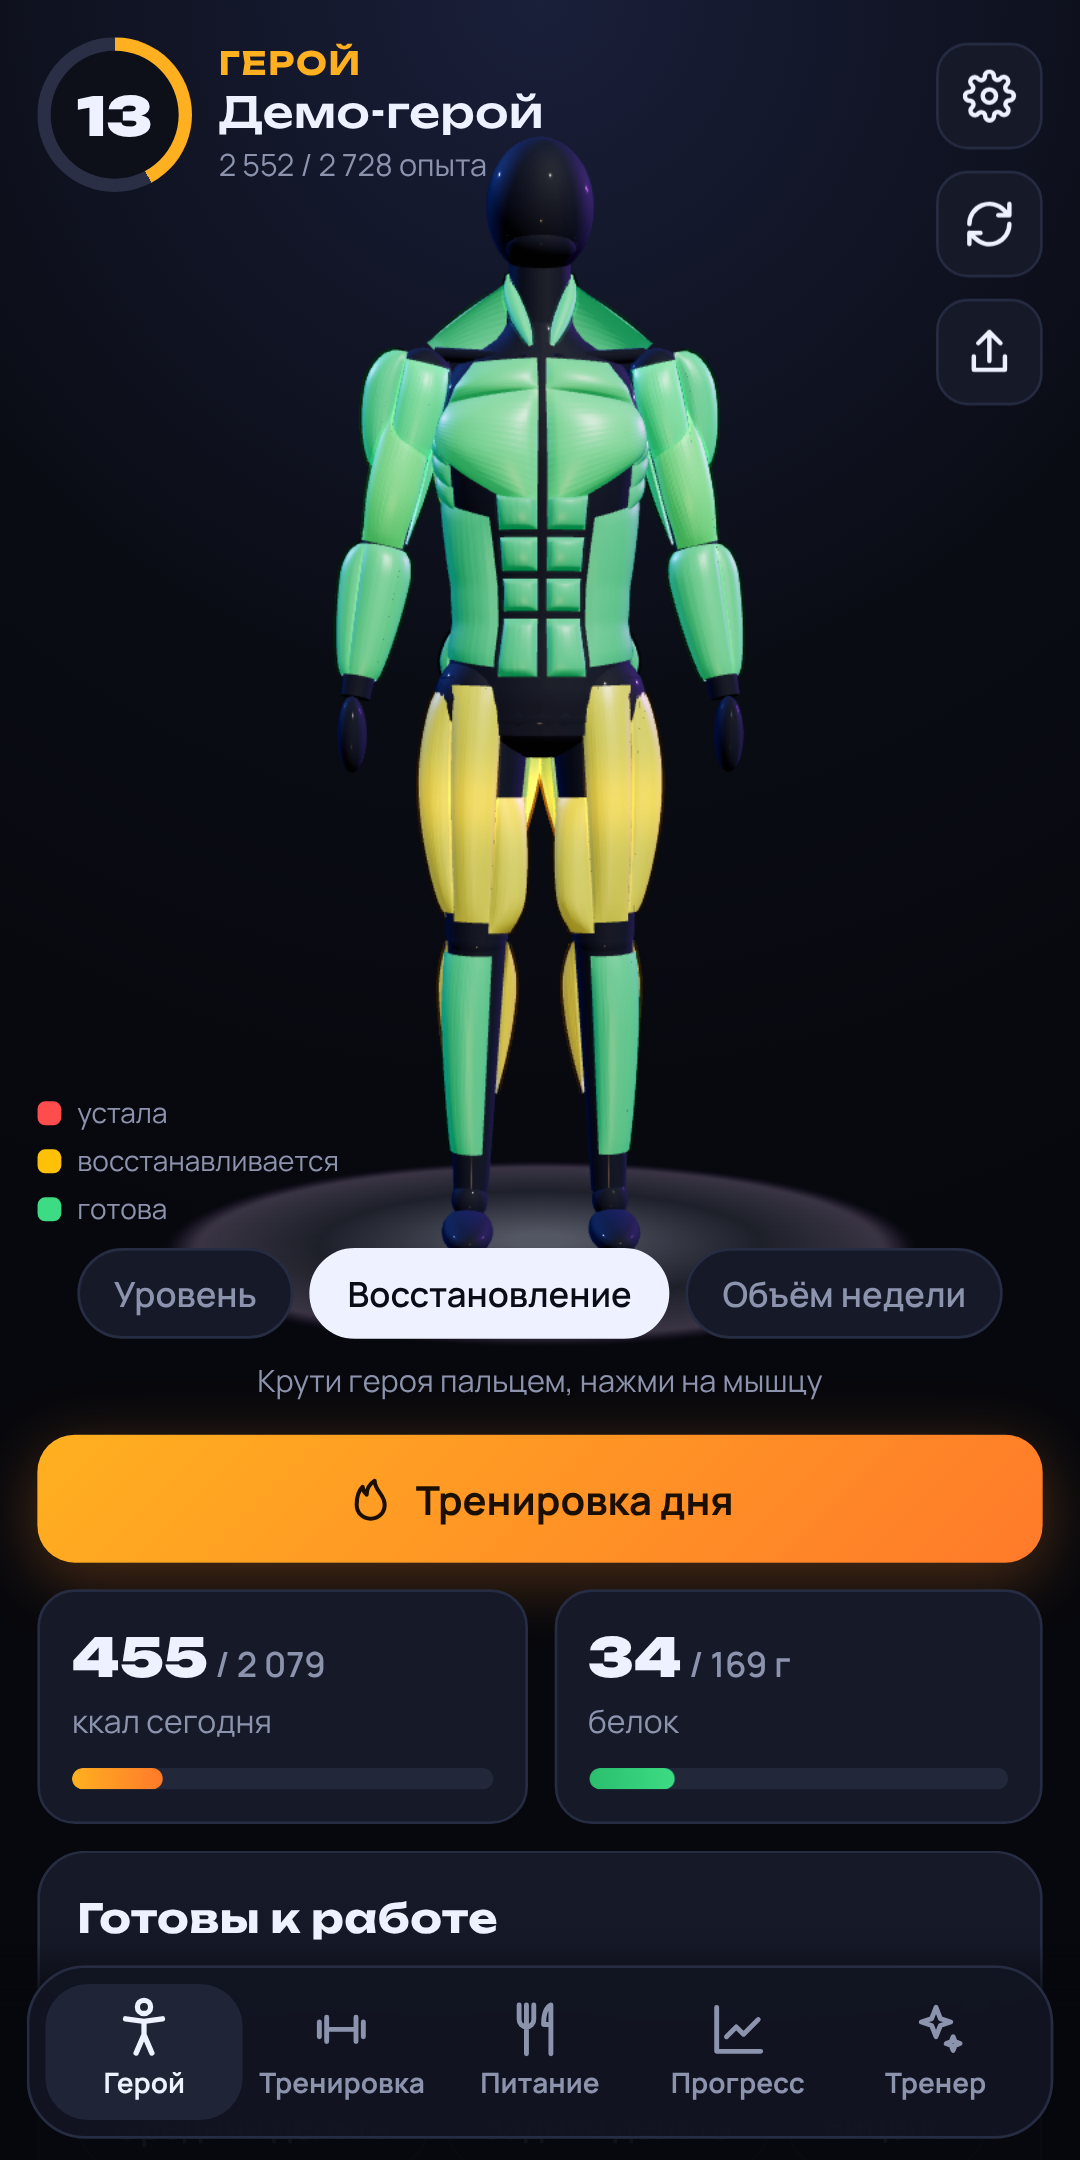 13
ГЕРОЙ
Демо-герой
2 552 / 2 728 опыта
устала
восстанавливается
готова
Уровень
Восстановление
Объём недели
Крути героя пальцем, нажми на мышцу
Тренировка дня
455 / 2 079
ккал сегодня
34 / 169 г
белок
Готовы к работе
Герой
Тренировка
Питание
Прогресс
Тренер